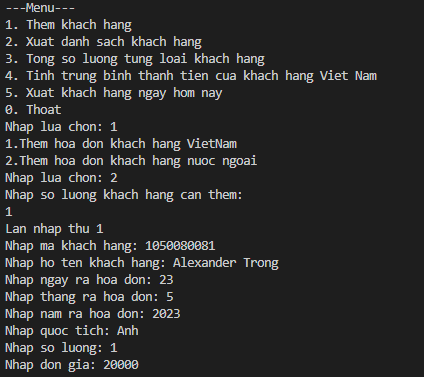 ---Menu---
1. Them khach hang
2. Xuat danh sach khach hang
3. Tong so luong tung loai khach hang
4. Tinh trung binh thanh tien cua khach hang Viet Nam
5. Xuat khach hang ngay hom nay
0. Thoat
Nhap lua chon: 1
1.Them hoa don khach hang VietNam
2.Them hoa don khach hang nuoc ngoai
Nhap lua chon: 2
Nhap so luong khach hang can them:
1
Lan nhap thu 1
Nhap ma khach hang: 1050080081
Nhap ho ten khach hang: Alexander Trong
Nhap ngay ra hoa don: 23
Nhap thang ra hoa don: 5
Nhap nam ra hoa don: 2023
Nhap quoc tich: Anh
Nhap so luong: 1
Nhap don gia: 20000